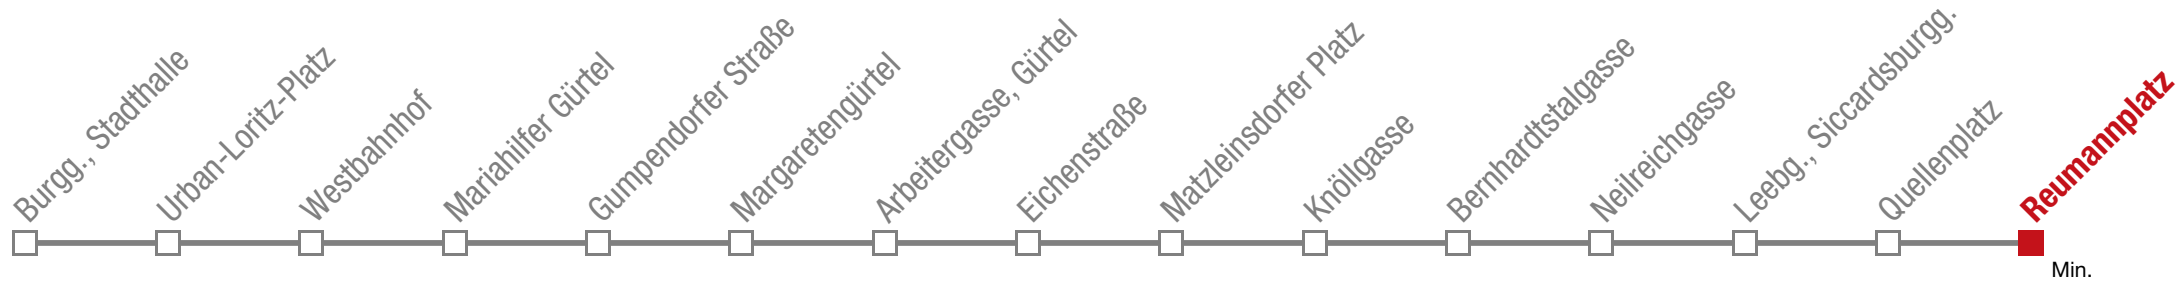 Burgg., Stadthalle
Urban-Loritz-Platz
Westbahnhof
Mariahilfer Gürtel
Gumpendorfer Straße
Margaretengürtel
Arbeitergasse, Gürtel
Eichenstraße
Matzleinsdorfer Platz
Knöllgasse
Bernhardtstalgasse
Neilreichgasse
Leebg., Siccardsburgg.
Quellenplatz
Reumannplatz
Min.